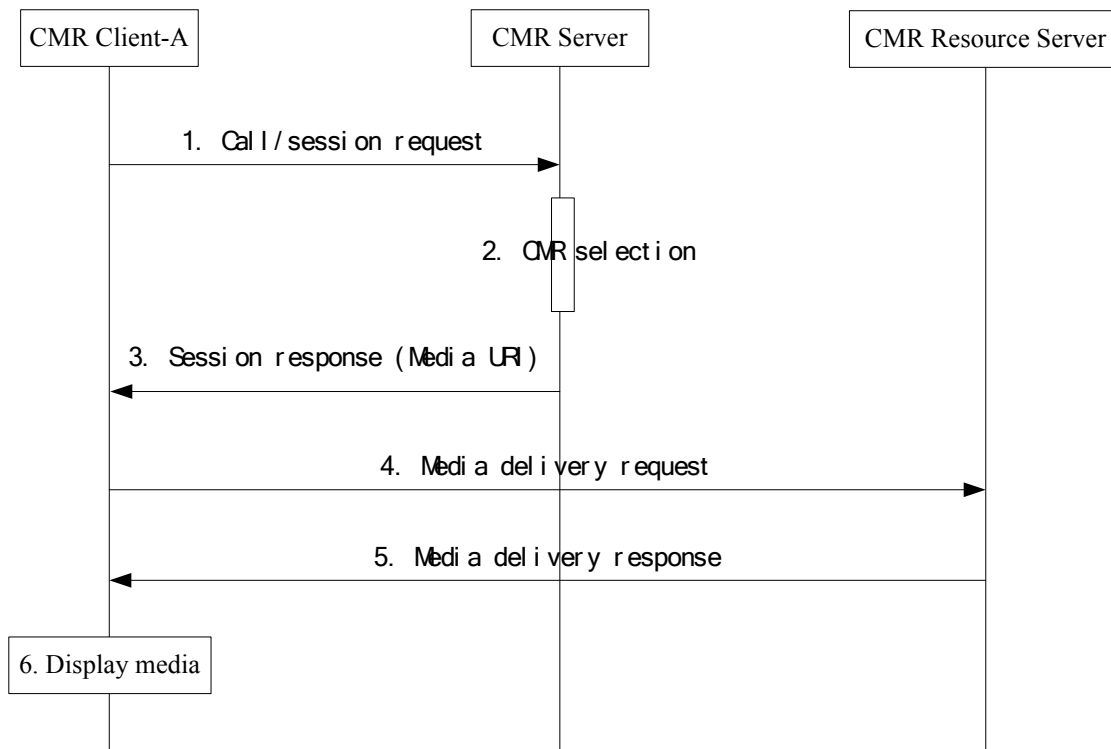 CMR Client-A
CMR Server
CMR Resource Server
1. Call/session request
2. CMR selection
3. Session response (Media URI)
4. Media delivery request
5. Media delivery response
6. Display media